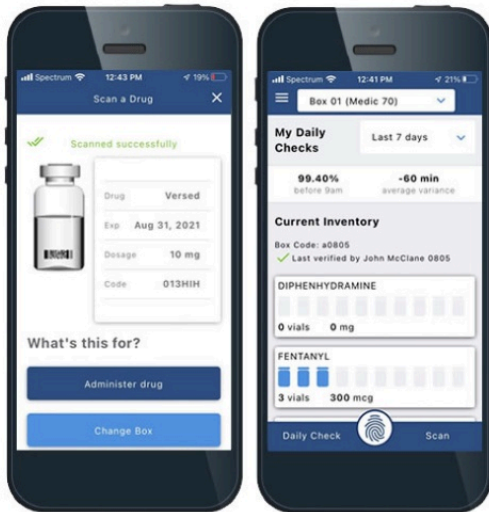 Spectrum 12:43 PM 19%
Scan a Drug
Scanned successfully
Drug Versed
Exp. Aug 31, 2021
Dosage 10 mg
Code 013HIH
What's this for?
Administer drug
Change Box
Spectrum 12:41 PM 21%
Box 01 (Medic 70)
My Daily Checks
Last 7 days
99.40% -60 min
before 9am average variance
Current Inventory
Box Code: a0805
Last verified by John McClane 0805
DIPHENHYDRAMINE
0 vials 0 mg
FENTANYL
3 vials 300 mcg
Daily Check Scan